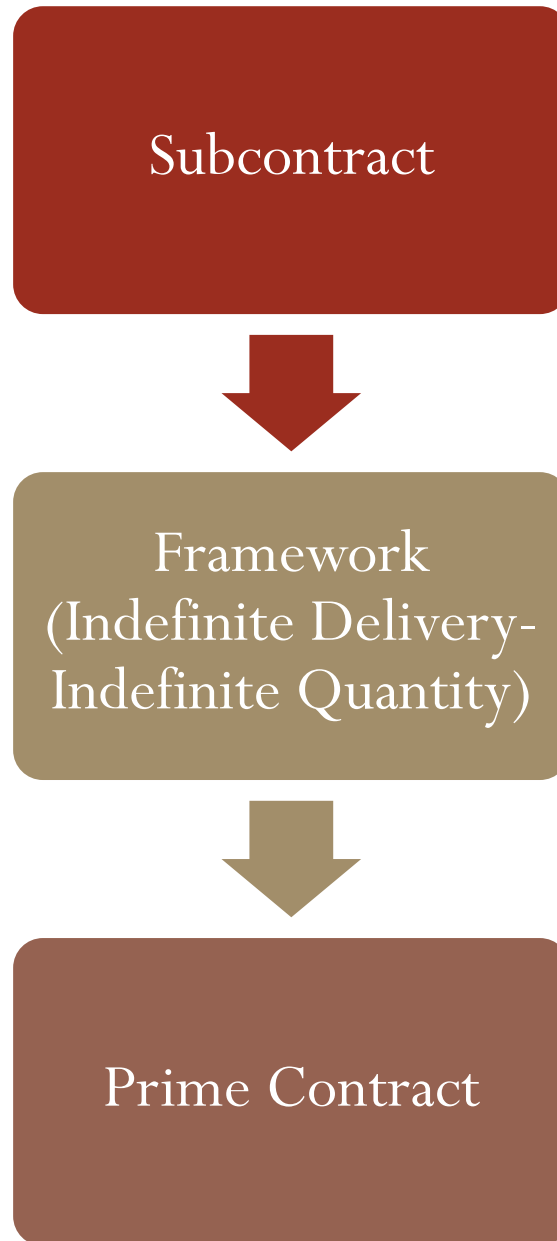 Subcontract
Framework
(Indefinite Delivery-
Indefinite Quantity)
Prime Contract